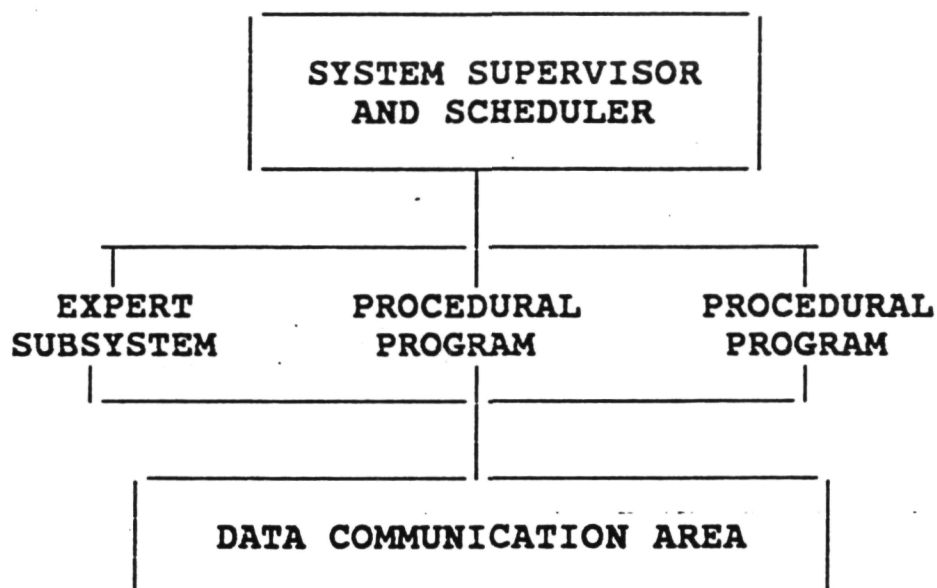 SYSTEM SUPERVISOR
AND SCHEDULER
EXPERT
SUBSYSTEM
PROCEDURAL
PROGRAM
PROCEDURAL
PROGRAM
DATA COMMUNICATION AREA